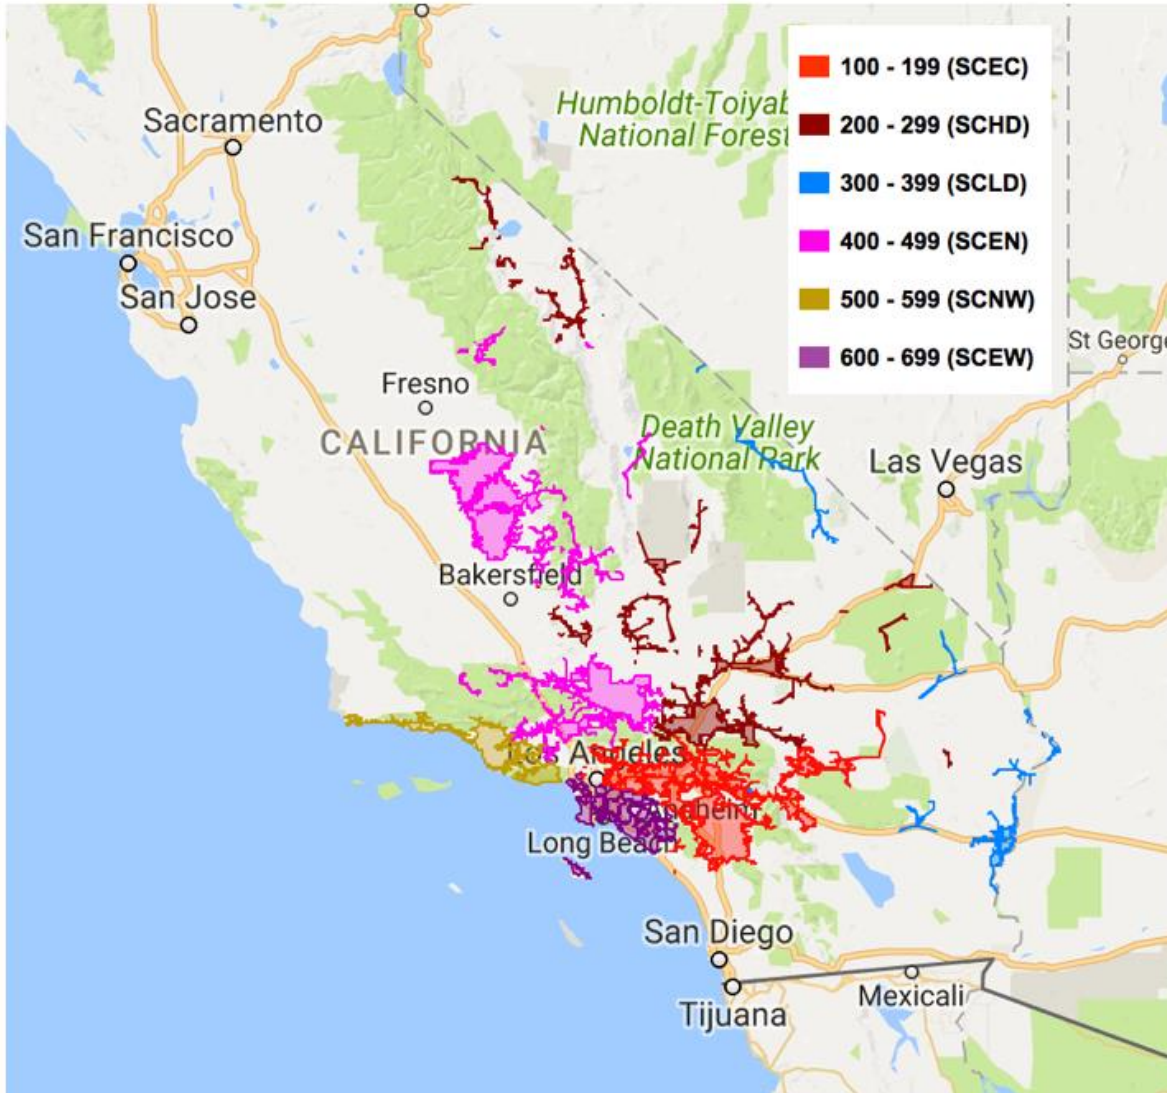 100 - 199 (SCEC)
Humboldt-Toiyab
National Forest
200 - 299 (SCHD)
Sacramento
300 - 399 (SCLD)
San Francisco
400 - 499 (SCEN)
San Jose
500 - 599 (SCNW)
St George
600 - 699 (SCEW)
Fresno
CALIFORNIA
Death Valley
National Park
Las Vegas
Bakersfield
Los Angeles
Anaheim
Long Beach
San Diego
Mexicali
Tijuana